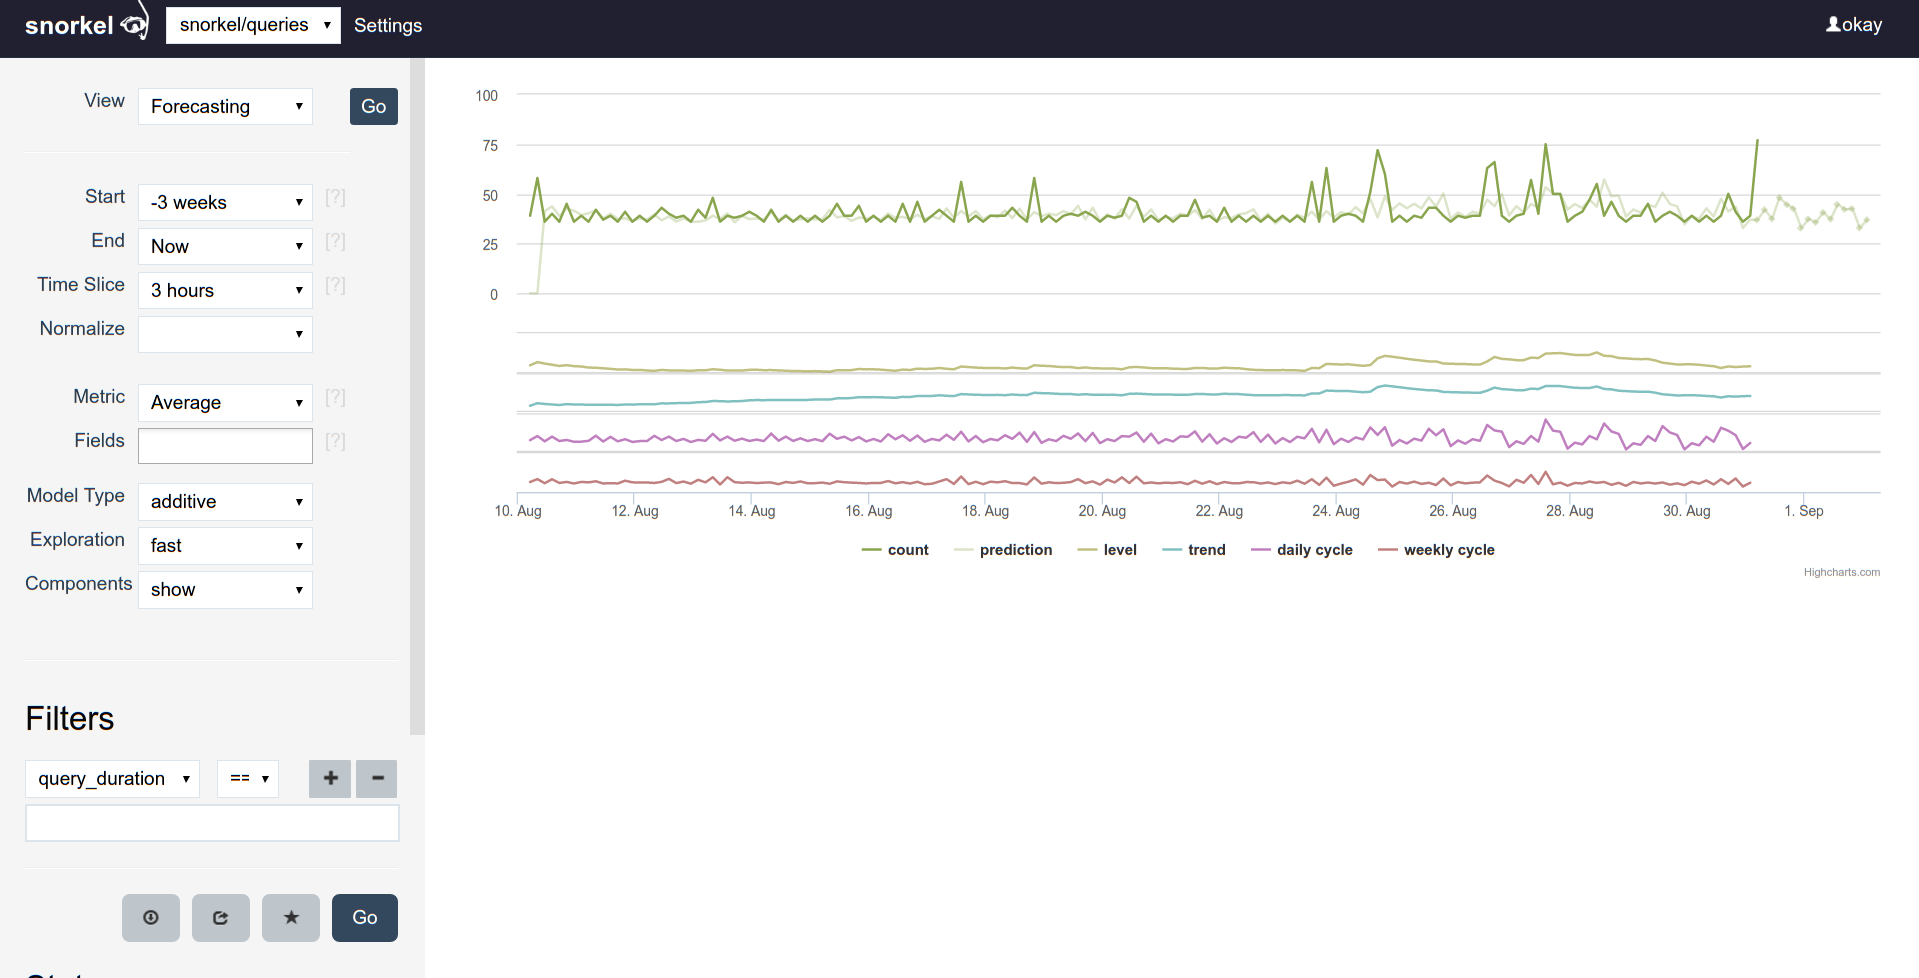 snorkel snorkel/queries Settings okay
View Forecasting Go
Start -3 weeks [?]
End Now [?]
Time Slice 3 hours [?]
Normalize
Metric Average [?]
Fields [?]
Model Type additive
Exploration fast
Components show
Filters
query_duration == + -
Go
100
75
50
25
0
10. Aug 12. Aug 14. Aug 16. Aug 18. Aug 20. Aug 22. Aug 24. Aug 26. Aug 28. Aug 30. Aug 1. Sep
count prediction level trend daily cycle weekly cycle
Highcharts.com